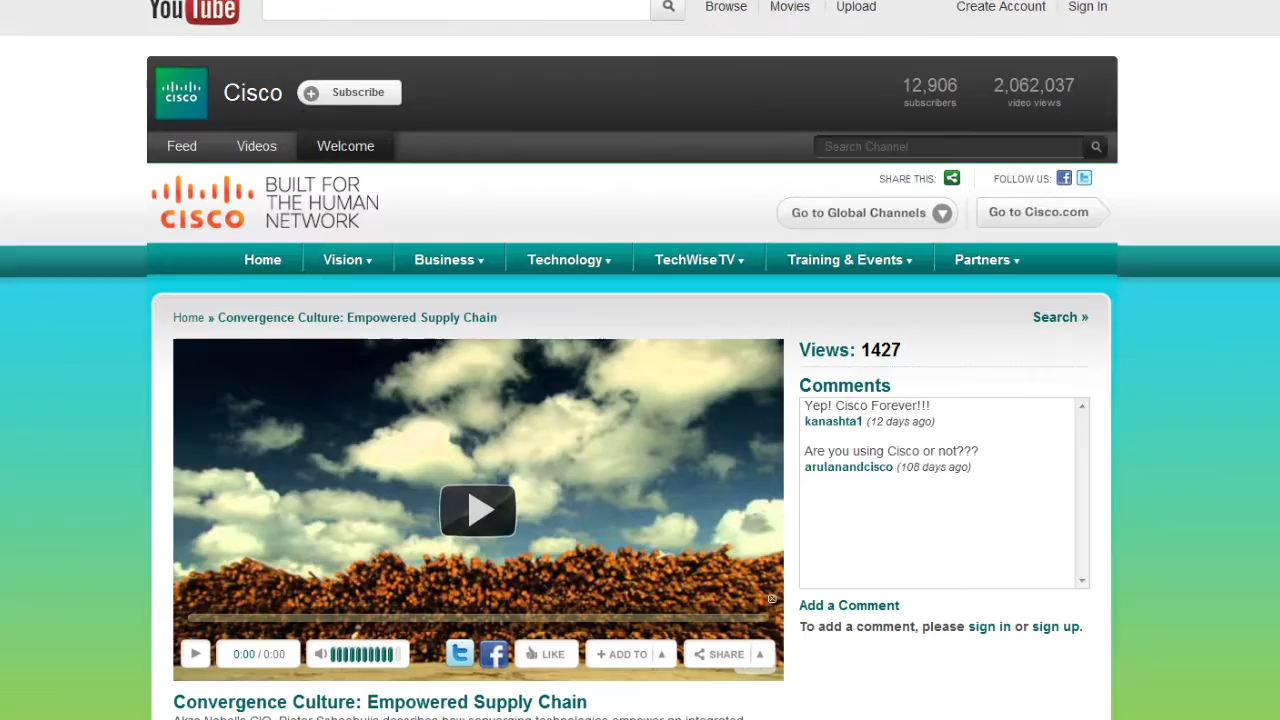 YouTube
Browse
Movies
Upload
Create Account
Sign In
CISCO
Cisco
Subscribe
12,906
subscribers
2,062,037
video views
Feed
Videos
Welcome
Search Channel
CISCO
BUILT FOR
THE HUMAN
NETWORK
SHARE THIS:
FOLLOW US:
Go to Global Channels
Go to Cisco.com
Home
Vision
Business
Technology
TechWiseTV
Training & Events
Partners
Home » Convergence Culture: Empowered Supply Chain
Search »
Views: 1427
Comments
Yep! Cisco Forever!!!
kanashta1 (12 days ago)
Are you using Cisco or not???
arulanandcisco (108 days ago)
Add a Comment
To add a comment, please sign in or sign up.
0:00 / 0:00
LIKE
+ ADD TO
SHARE
Convergence Culture: Empowered Supply Chain